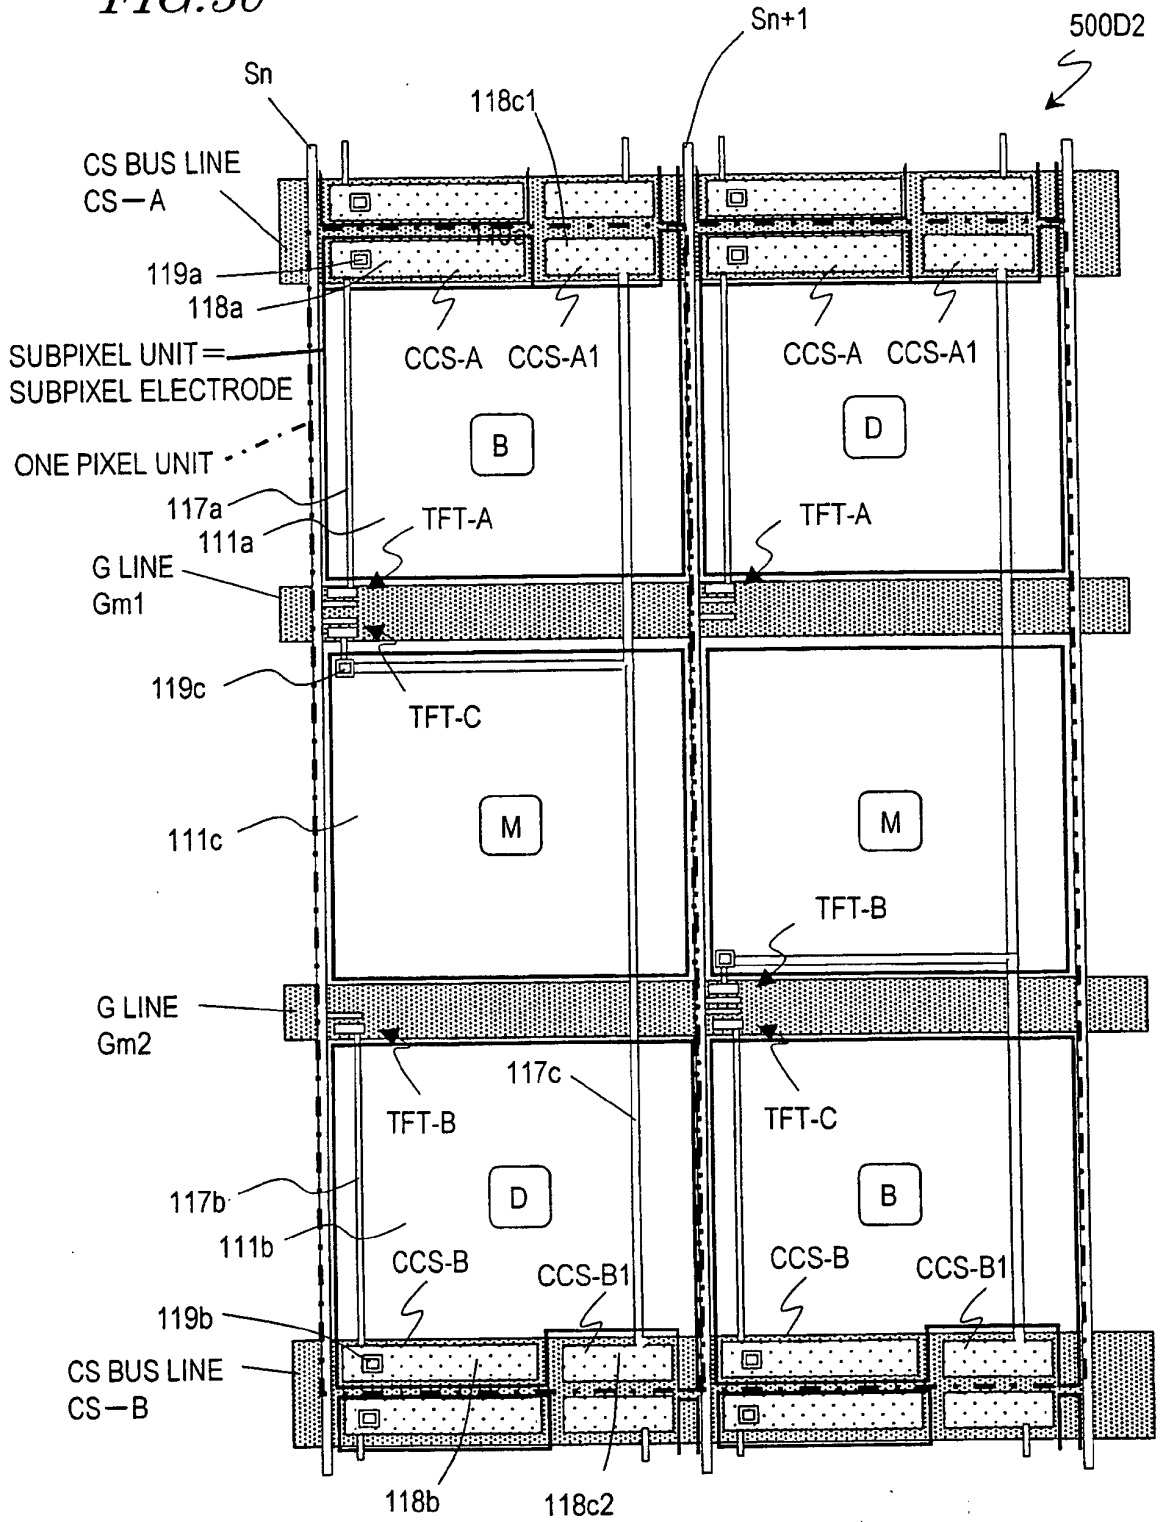 FIG.30
Sn+1
500D2
Sn
118c1
CS BUS LINE
CS-A
119a
118a
CCS-A
CCS-A1
CCS-A
CCS-A1
SUBPIXEL UNIT=
SUBPIXEL ELECTRODE
B
D
ONE PIXEL UNIT
117a
TFT-A
TFT-A
111a
G LINE
Gm1
119c
TFT-C
111c
M
M
TFT-B
G LINE
Gm2
117c
TFT-B
TFT-C
117b
D
B
111b
CCS-B
CCS-B1
CCS-B
CCS-B1
119b
CS BUS LINE
CS-B
118b
118c2